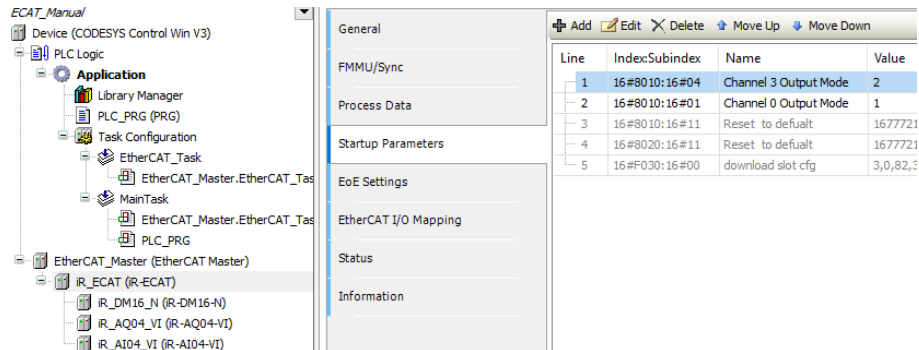 ECAT_Manual
Device (CODESYS Control Win V3)
PLC Logic
Application
Library Manager
PLC_PRG (PRG)
Task Configuration
EtherCAT_Task
EtherCAT_Master.EtherCAT_Tas
MainTask
EtherCAT_Master.EtherCAT_Tas
PLC_PRG
EtherCAT_Master (EtherCAT Master)
iR_ECAT (iR-ECAT)
iR_DM16_N (iR-DM16-N)
iR_AQ04_VI (iR-AQ04-VI)
iR_AI04_VI (iR-AI04-VI)
General
FMMU/Sync
Process Data
Startup Parameters
EoE Settings
EtherCAT I/O Mapping
Status
Information
Add Edit Delete Move Up Move Down
Line Index:Subindex Name Value
1 16#8010:16#04 Channel 3 Output Mode 2
2 16#8010:16#01 Channel 0 Output Mode 1
3 16#8010:16#11 Reset to defualt 1677721
4 16#8020:16#11 Reset to defualt 1677721
5 16#F030:16#00 download slot cfg 3,0,82,3